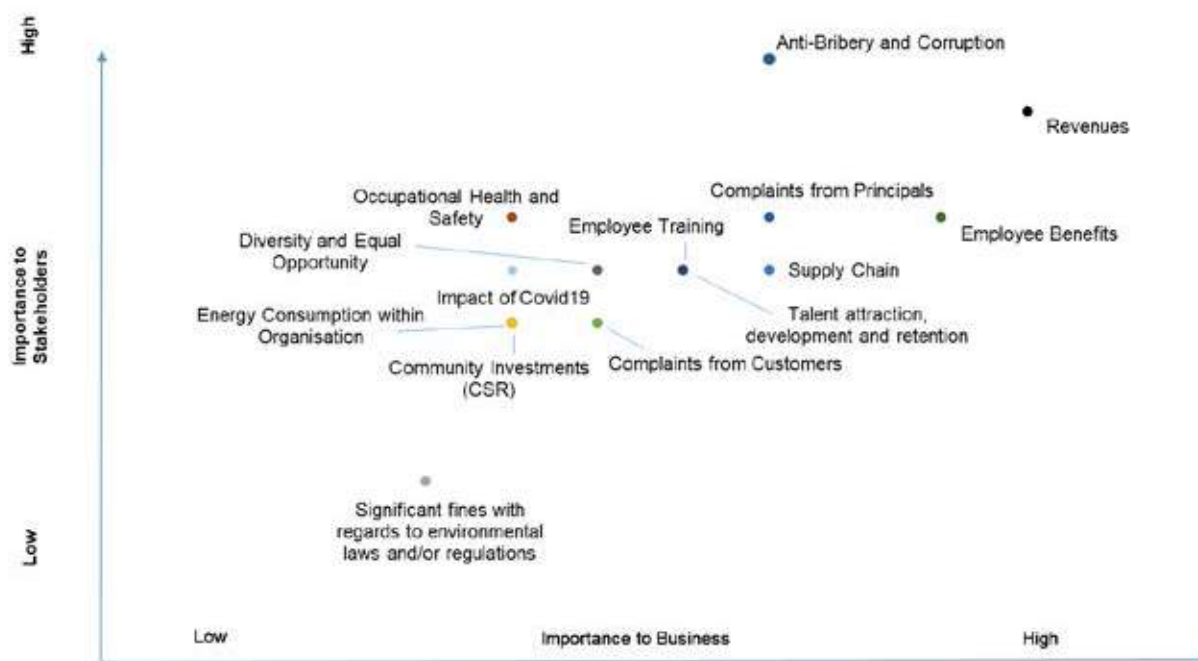 High
Anti-Bribery and Corruption
Revenues
Occupational Health and
Safety
Complaints from Principals
Employee Training
Employee Benefits
Diversity and Equal
Opportunity
Supply Chain
Impact of Covid19
Energy Consumption within
Organisation
Talent attraction,
development and retention
Community Investments
(CSR)
Complaints from Customers
Importance to
Stakeholders
Significant fines with
regards to environmental
laws and/or regulations
Low
Low
Importance to Business
High